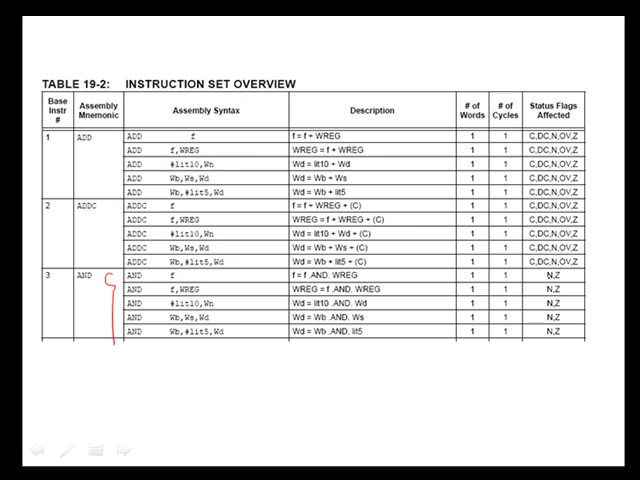 TABLE 19-2: INSTRUCTION SET OVERVIEW
Base Instr # Assembly Mnemonic Assembly Syntax Description # of Words # of Cycles Status Flags Affected
1 ADD ADD f f = f + WREG 1 1 C,DC,N,OV,Z
ADD f,WREG WREG = f + WREG 1 1 C,DC,N,OV,Z
ADD #lit10,Wn Wd = lit10 + Wd 1 1 C,DC,N,OV,Z
ADD Wb,Ws,Wd Wd = Wb + Ws 1 1 C,DC,N,OV,Z
ADD Wb,#lit5,Wd Wd = Wb + lit5 1 1 C,DC,N,OV,Z
2 ADDC ADDC f f = f + WREG + (C) 1 1 C,DC,N,OV,Z
ADDC f,WREG WREG = f + WREG + (C) 1 1 C,DC,N,OV,Z
ADDC #lit10,Wn Wd = lit10 + Wd + (C) 1 1 C,DC,N,OV,Z
ADDC Wb,Ws,Wd Wd = Wb + Ws + (C) 1 1 C,DC,N,OV,Z
ADDC Wb,#lit5,Wd Wd = Wb + lit5 + (C) 1 1 C,DC,N,OV,Z
3 AND AND f f = f .AND. WREG 1 1 N,Z
AND f,WREG WREG = f .AND. WREG 1 1 N,Z
AND #lit10,Wn Wd = lit10 .AND. Wd 1 1 N,Z
AND Wb,Ws,Wd Wd = Wb .AND. Ws 1 1 N,Z
AND Wb,#lit5,Wd Wd = Wb .AND. lit5 1 1 N,Z